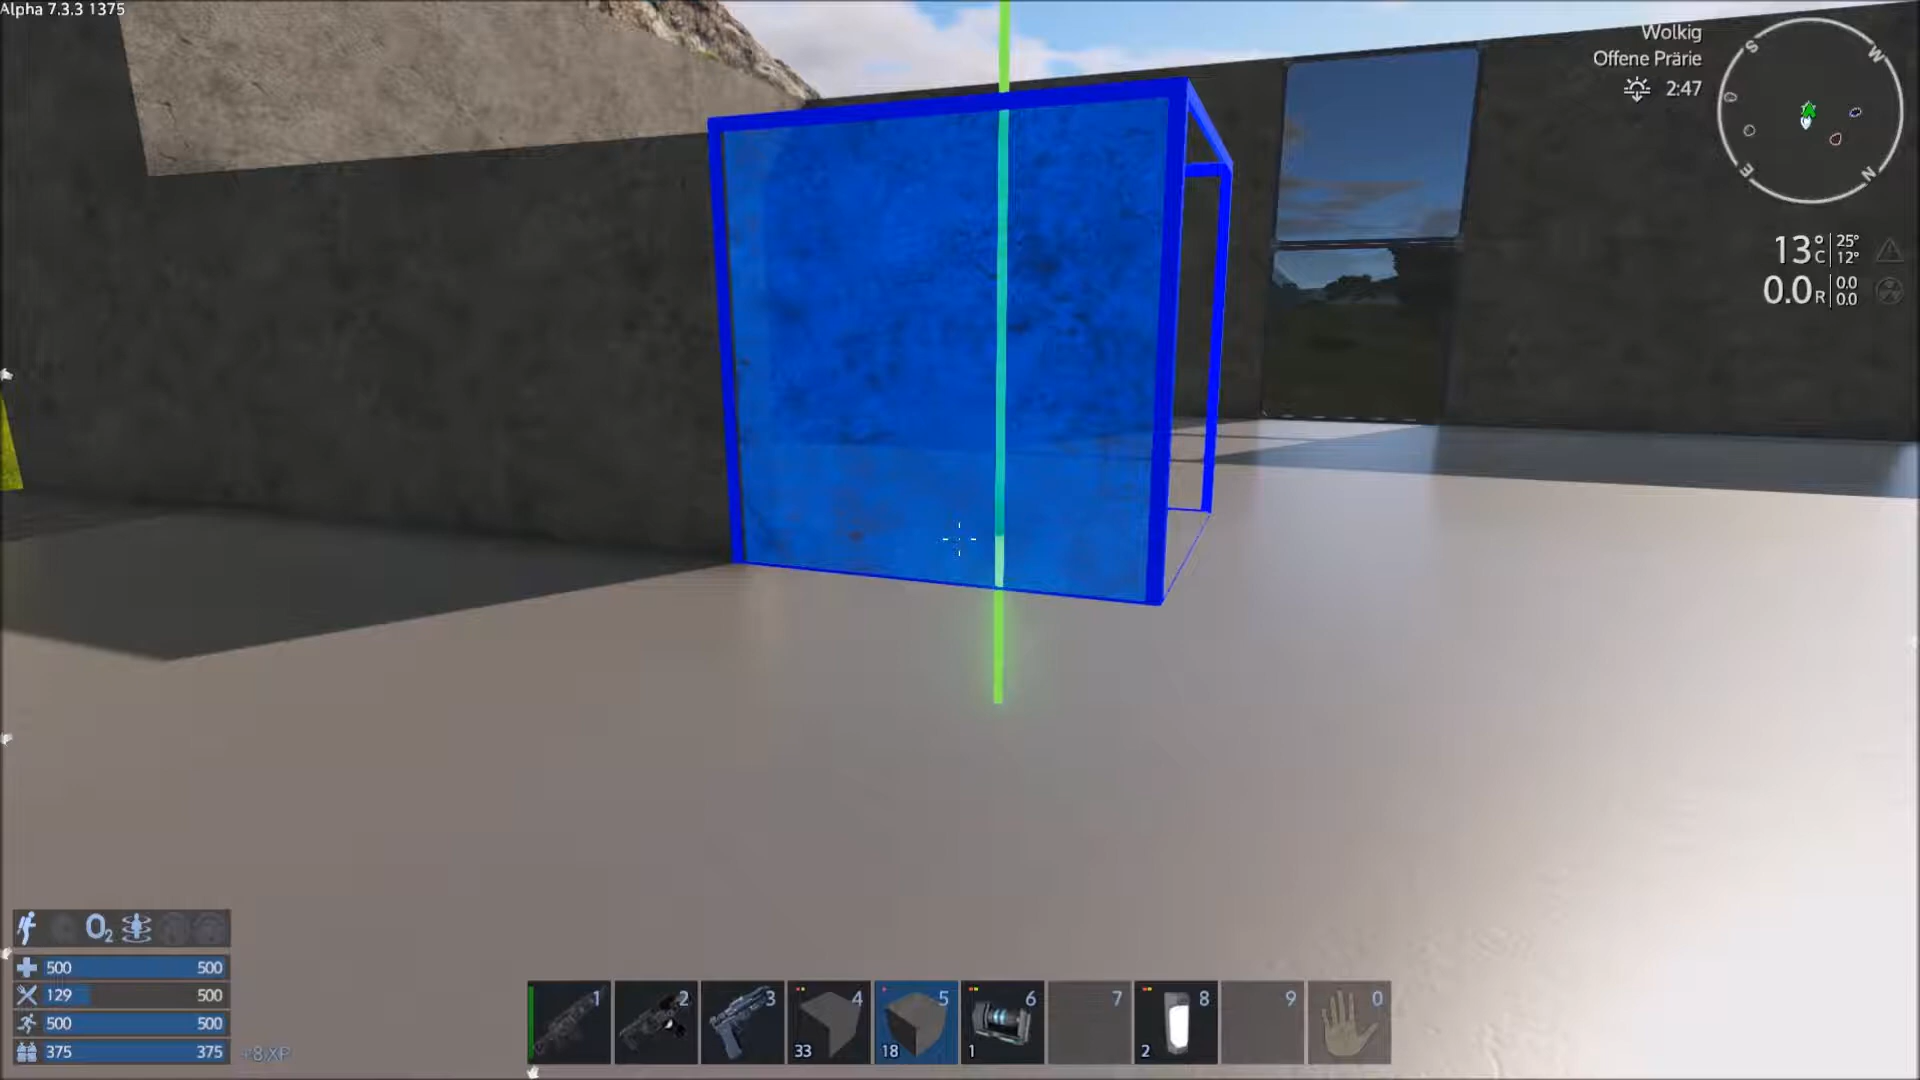 Alpha 7.3.3 1375
Wolkig
Offene Prärie
2:47
S
W
E
N
13°C 25° 12°
0.0R 0.0 0.0
O2
500 500
129 500
500 500
375 375
+8 XP
1 2 3 4 5 6 7 8 9 0
33 18 1 2